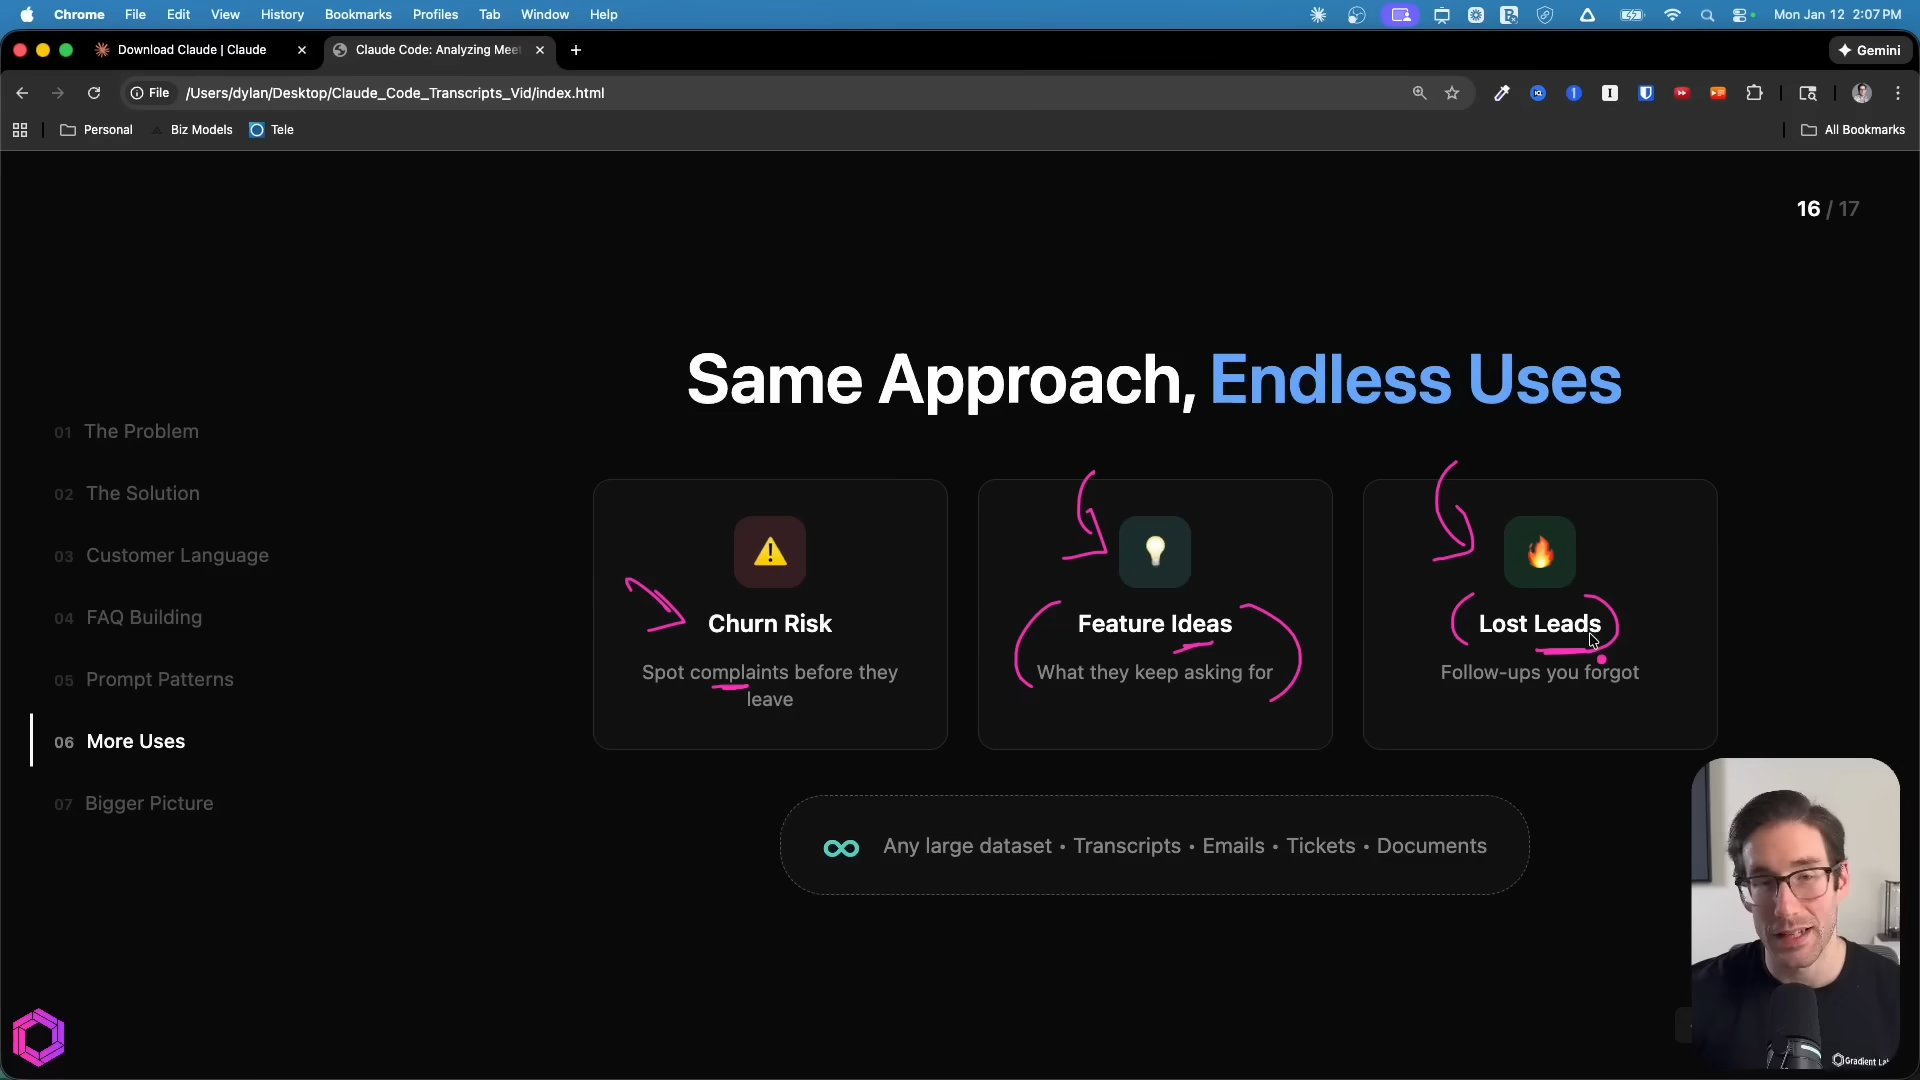 Chrome File Edit View History Bookmarks Profiles Tab Window Help Mon Jan 12 2:07 PM
Download Claude | Claude Claude Code: Analyzing Meet Gemini
File /Users/dylan/Desktop/Claude_Code_Transcripts_Vid/index.html
Personal Biz Models Tele All Bookmarks
16 / 17
Same Approach, Endless Uses
01 The Problem
02 The Solution
03 Customer Language
04 FAQ Building
05 Prompt Patterns
06 More Uses
07 Bigger Picture
Churn Risk
Spot complaints before they
leave
Feature Ideas
What they keep asking for
Lost Leads
Follow-ups you forgot
Any large dataset • Transcripts • Emails • Tickets • Documents
Gradient La